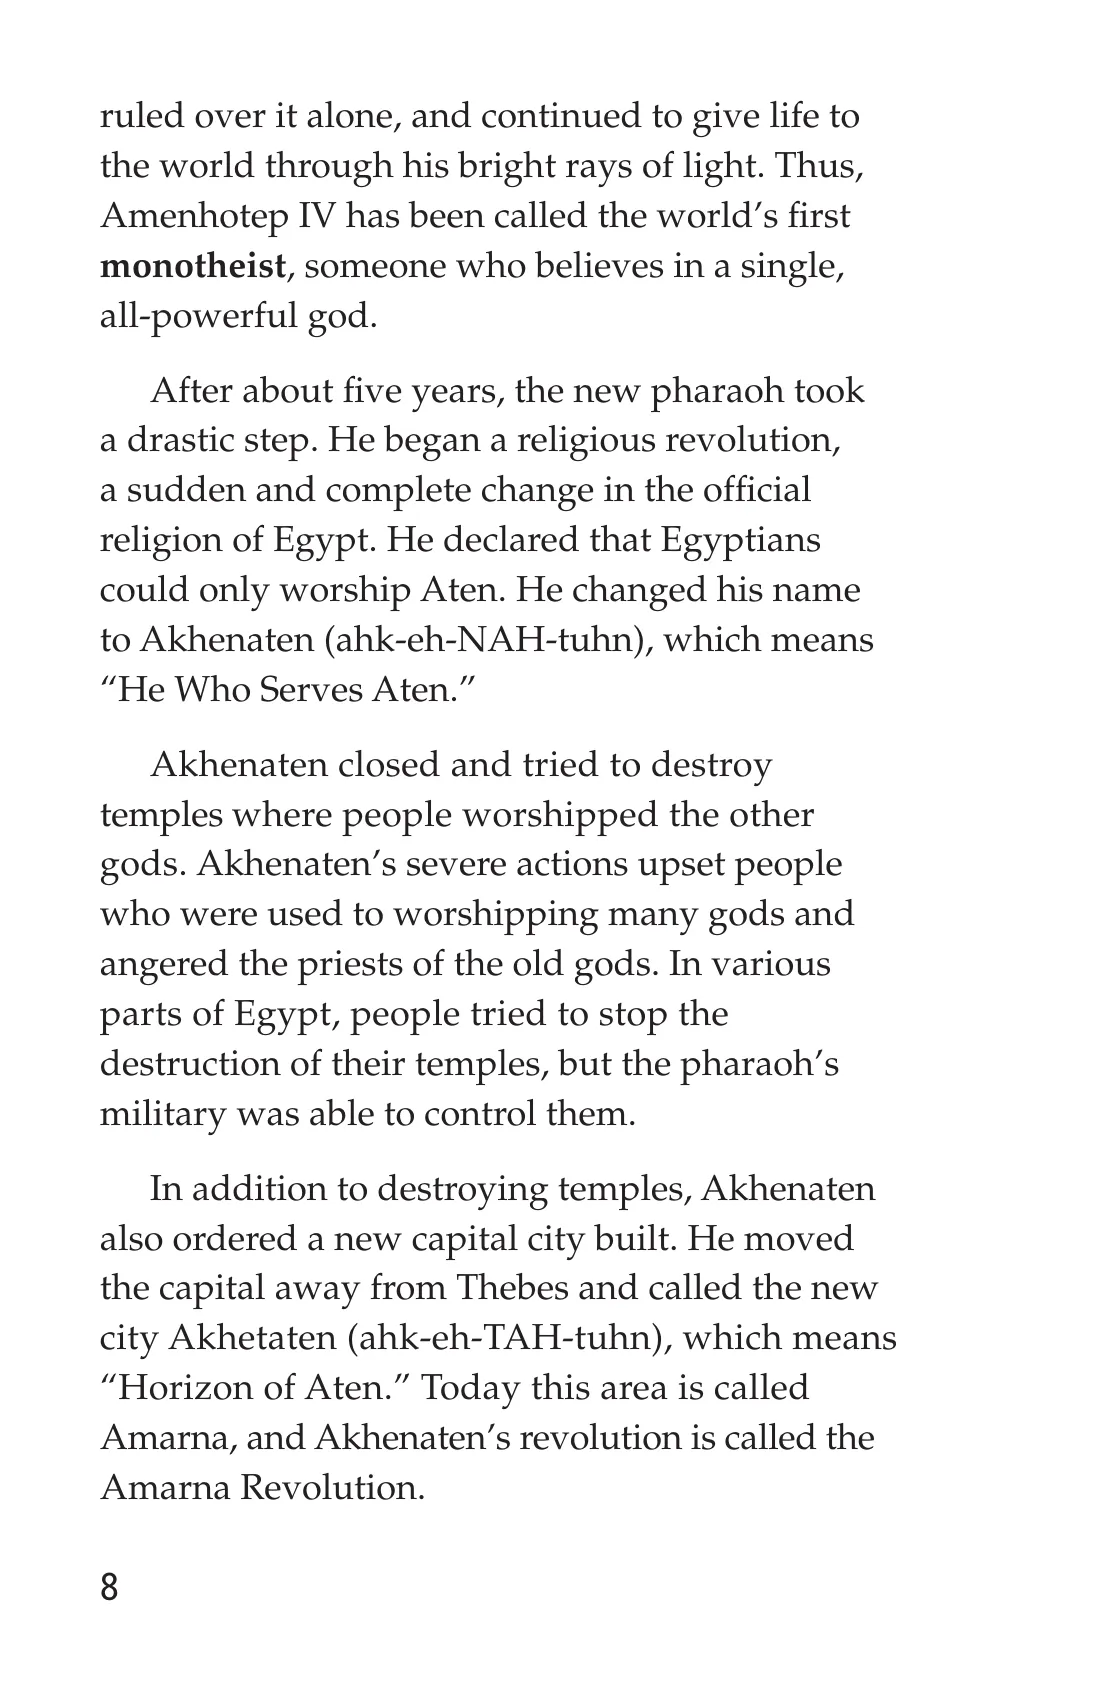 ruled over it alone, and continued to give life to
the world through his bright rays of light. Thus,
Amenhotep IV has been called the world’s first
monotheist, someone who believes in a single,
all-powerful god.
After about five years, the new pharaoh took
a drastic step. He began a religious revolution,
a sudden and complete change in the official
religion of Egypt. He declared that Egyptians
could only worship Aten. He changed his name
to Akhenaten (ahk-eh-NAH-tuhn), which means
“He Who Serves Aten.”
Akhenaten closed and tried to destroy
temples where people worshipped the other
gods. Akhenaten’s severe actions upset people
who were used to worshipping many gods and
angered the priests of the old gods. In various
parts of Egypt, people tried to stop the
destruction of their temples, but the pharaoh’s
military was able to control them.
In addition to destroying temples, Akhenaten
also ordered a new capital city built. He moved
the capital away from Thebes and called the new
city Akhetaten (ahk-eh-TAH-tuhn), which means
“Horizon of Aten.” Today this area is called
Amarna, and Akhenaten’s revolution is called the
Amarna Revolution.
8